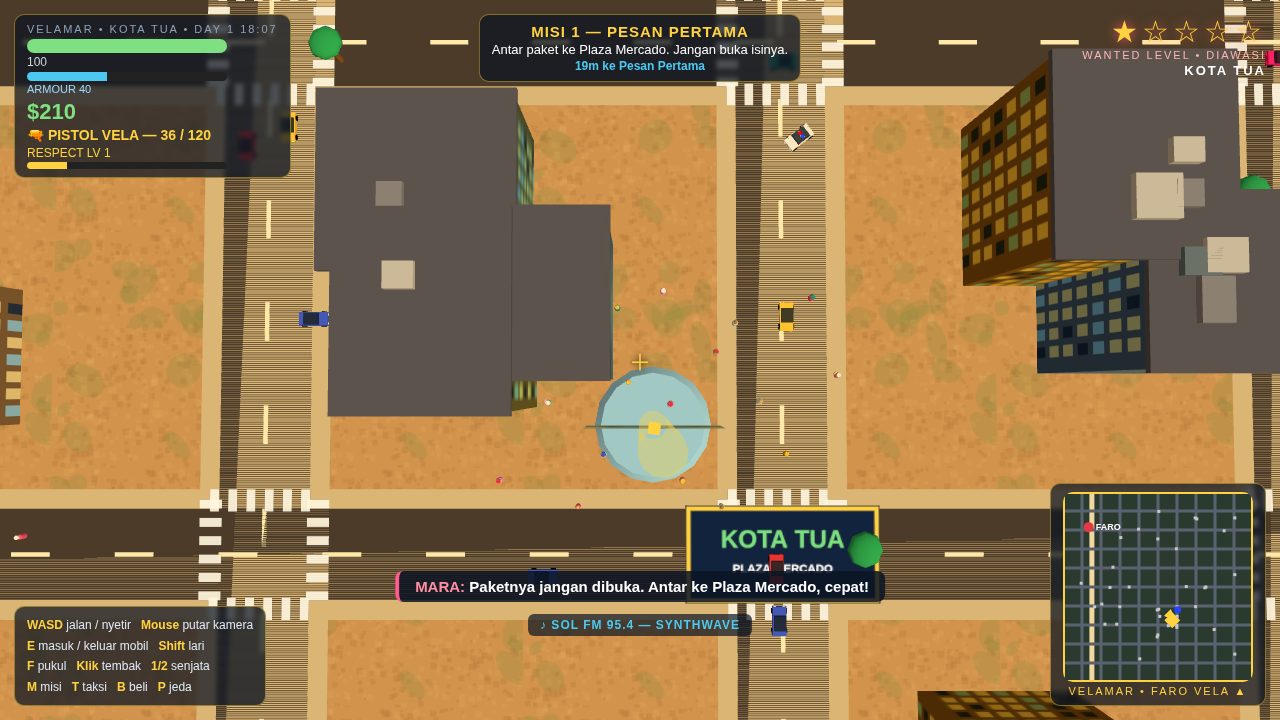 VELAMAR • KOTA TUA • DAY 1 18:07
100
ARMOUR 40
$210
PISTOL VELA — 36 / 120
RESPECT LV 1
MISI 1 — PESAN PERTAMA
Antar paket ke Plaza Mercado. Jangan buka isinya.
19m ke Pesan Pertama
WANTED LEVEL • DIAWASI
KOTA TUA
KOTA TUA
MARA: Paketnya jangan dibuka. Antar ke Plaza Mercado, cepat!
♪ SOL FM 95.4 — SYNTHWAVE
WASD jalan / nyetir Mouse putar kamera
E masuk / keluar mobil Shift lari
F pukul Klik tembak 1/2 senjata
M misi T taksi B beli P jeda
FARO
VELAMAR • FARO VELA ▲